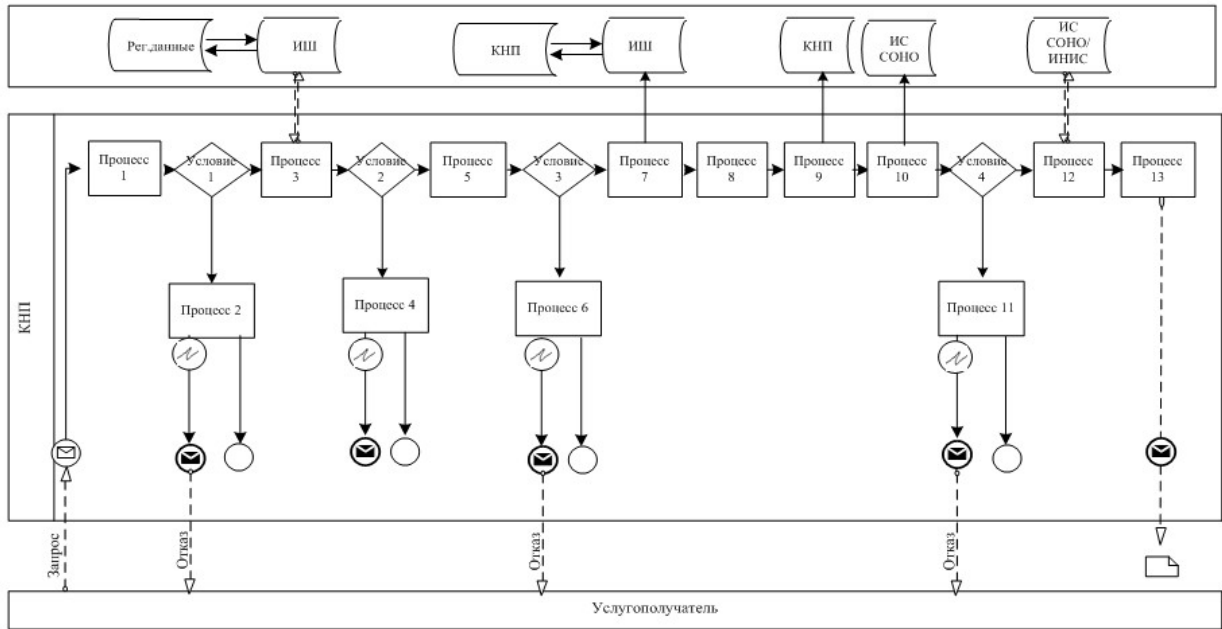 Рег.данные
ИШ
КНП
ИШ
КНП
ИС
СОНО
ИС
СОНО/
ИНИС
КНП
Процесс
1
Условие
1
Процесс
3
Условие
2
Процесс
5
Условие
3
Процесс
7
Процесс
8
Процесс
9
Процесс
10
Условие
4
Процесс
12
Процесс
13
Процесс 2
Процесс 4
Процесс 6
Процесс 11
Запрос
Отказ
Отказ
Отказ
Услугополучатель